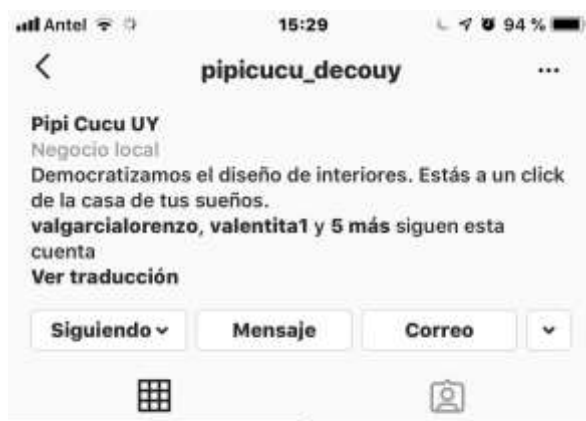 Antel 15:29 94 %
pipicucu_decouy
Pipi Cucu UY
Negocio local
Democratizamos el diseño de interiores. Estás a un click
de la casa de tus sueños.
valgarcialorenzo, valentita1 y 5 más siguen esta
cuenta
Ver traducción
Siguiendo Mensaje Correo